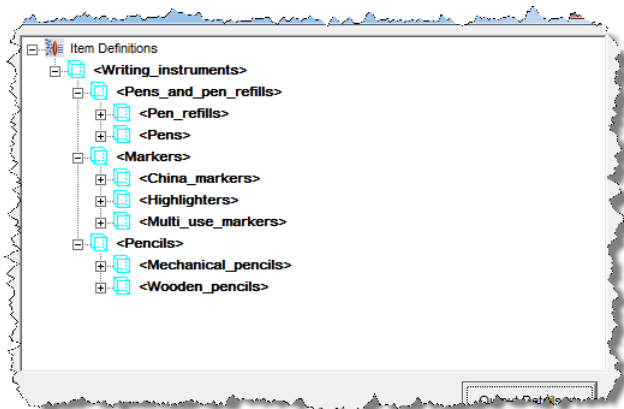 Item Definitions
<Writing_instruments>
<Pens_and_pen_refills>
<Pen_refills>
<Pens>
<Markers>
<China_markers>
<Highlighters>
<Multi_use_markers>
<Pencils>
<Mechanical_pencils>
<Wooden_pencils>